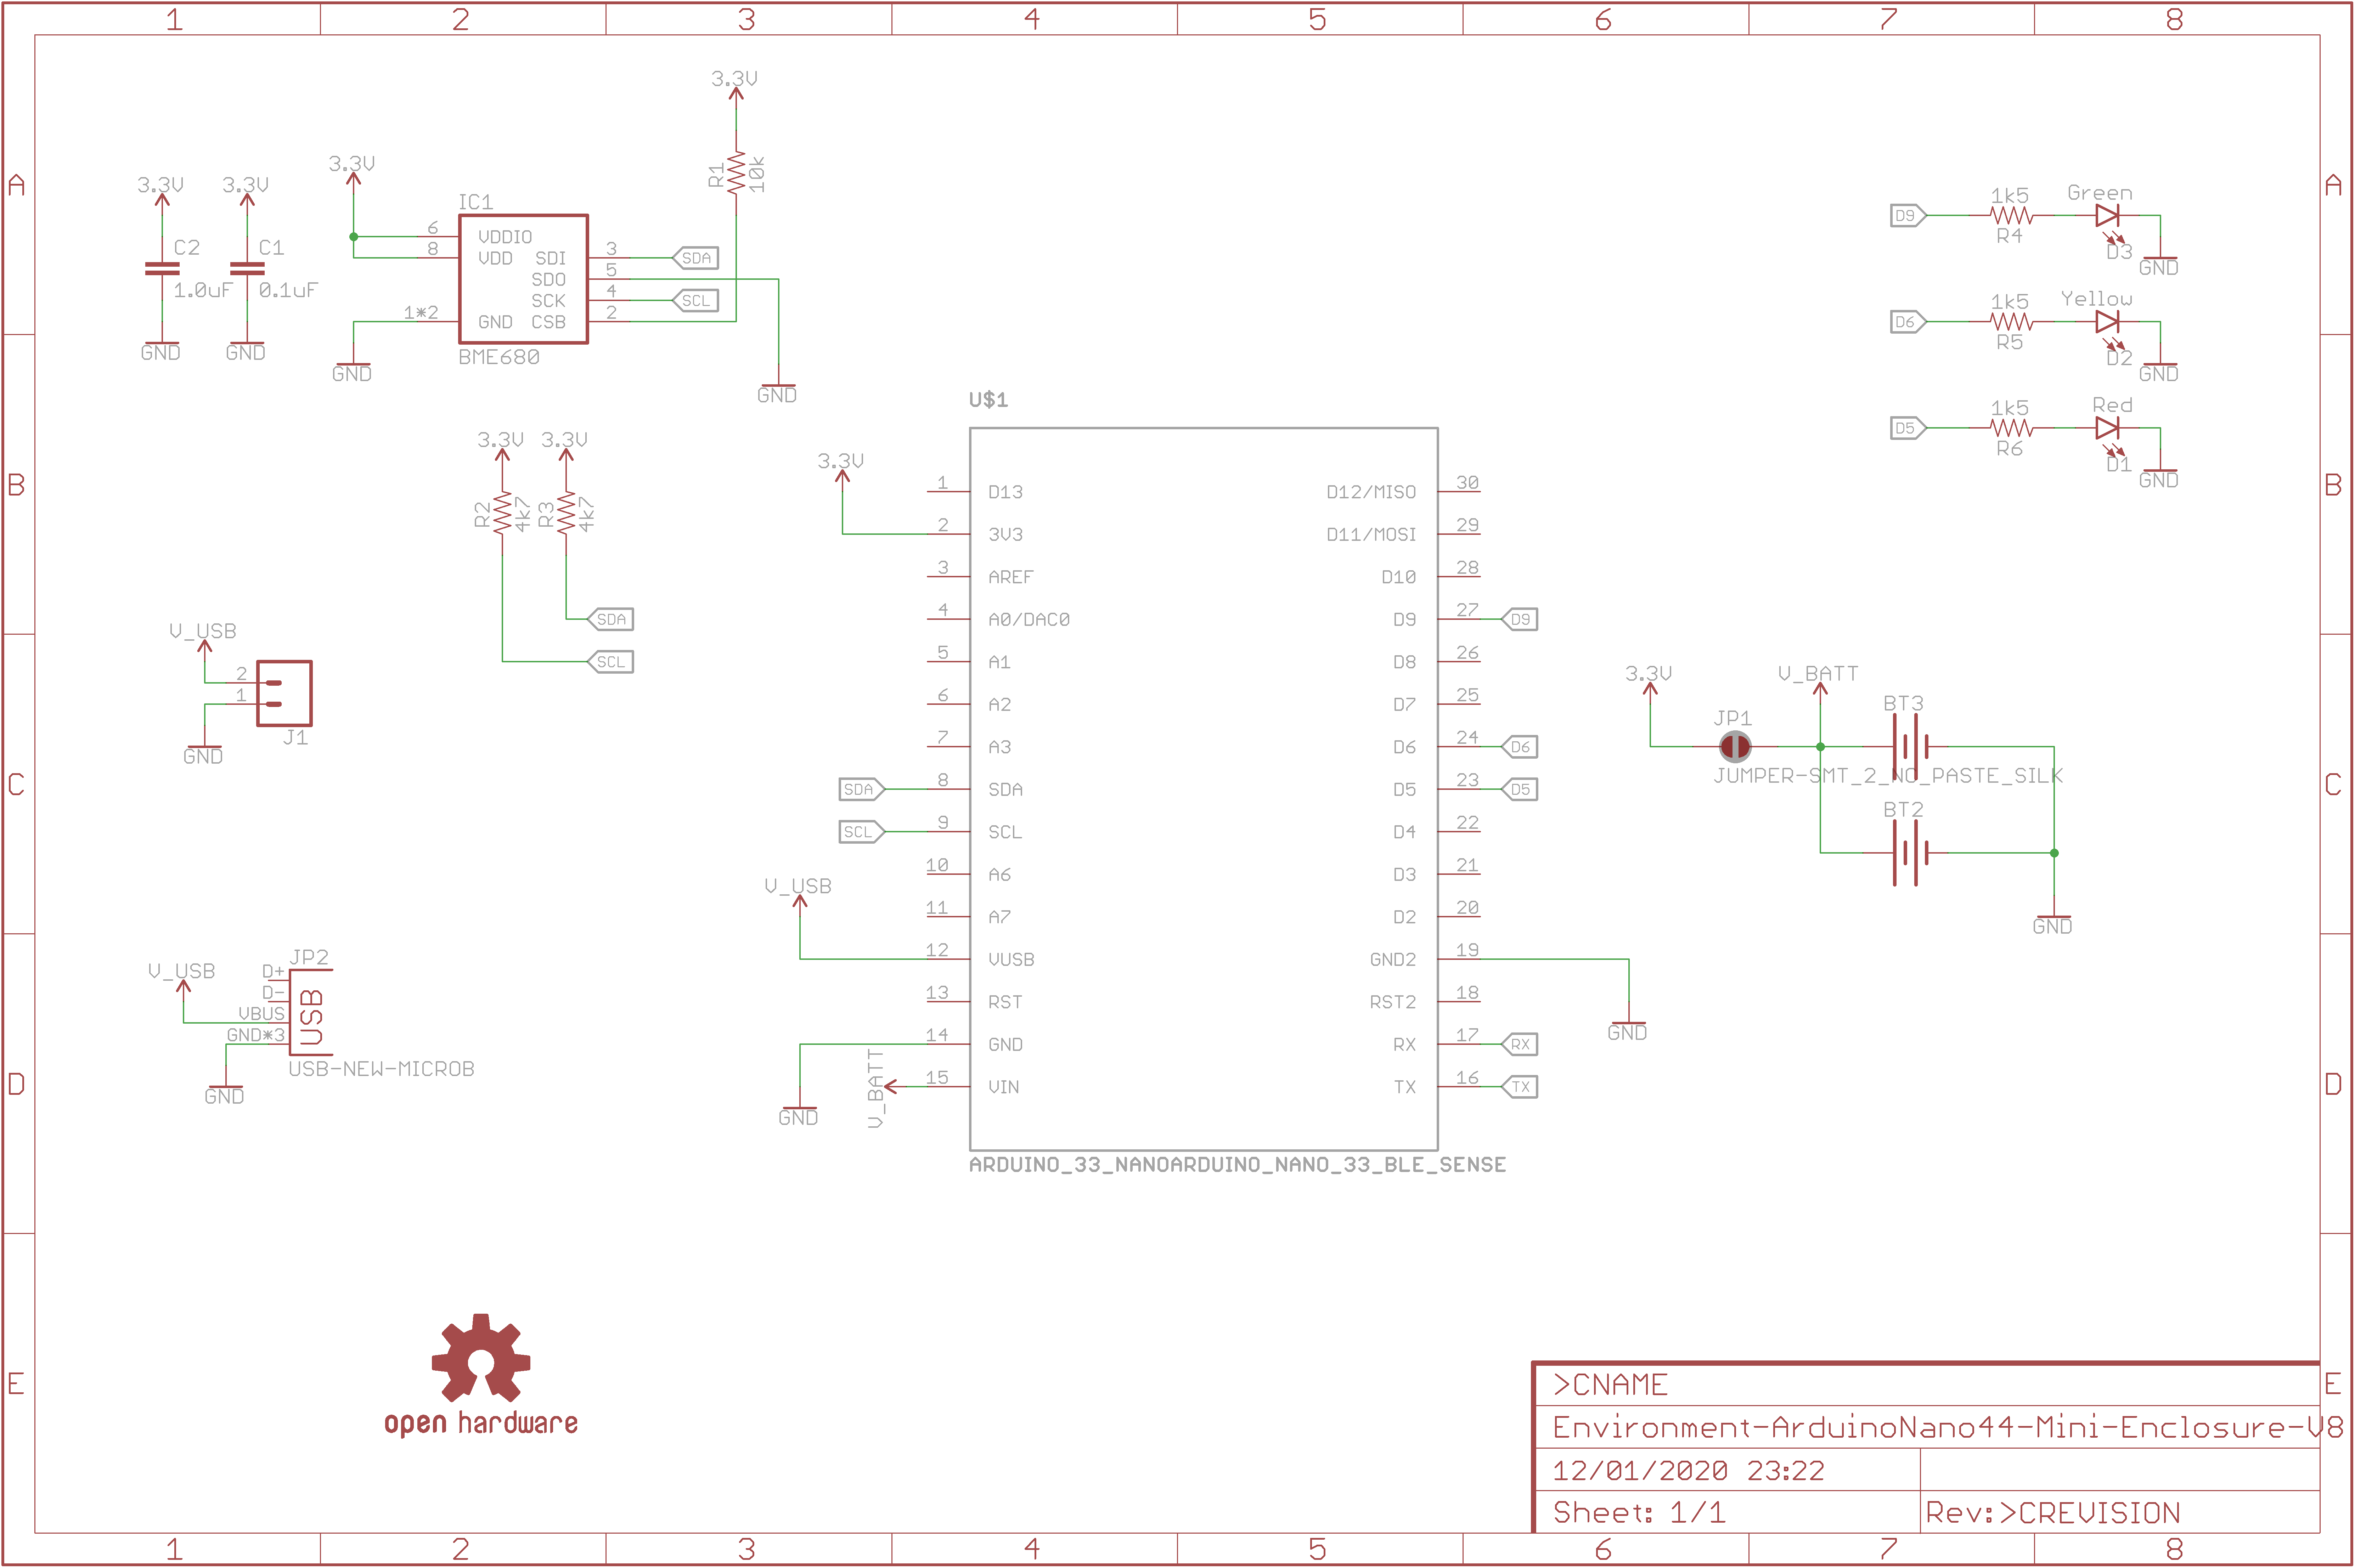 1 2 3 4 5 6 7 8
A A
3.3V
R1
10k
3.3V 3.3V
C2 C1
1.0uF 0.1uF
GND GND
3.3V
IC1
6 VDDIO
8 VDD SDI 3 SDA
SDO 5
SCK 4 SCL
1*2 GND CSB 2
BME680
GND
GND
D9
1k5
R4
Green
D3
GND
D6
1k5
R5
Yellow
D2
GND
D5
1k5
R6
Red
D1
GND
B B
3.3V 3.3V
R2 4k7 R3 4k7
SDA
SCL
U$1
3.3V
1 D13 D12/MISO 30
2 3V3 D11/MOSI 29
3 AREF D10 28
4 A0/DAC0 D9 27 D9
5 A1 D8 26
6 A2 D7 25
7 A3 D6 24 D6
SDA 8 SDA D5 23 D5
SCL 9 SCL D4 22
10 A6 D3 21
V_USB
11 A7 D2 20
12 VUSB GND2 19
13 RST RST2 18
14 GND RX 17 RX
15 VIN TX 16 TX
V_BATT
GND
GND
ARDUINO_33_NANOARDUINO_NANO_33_BLE_SENSE
C C
V_USB
2
1
J1
GND
3.3V
V_BATT
JP1
BT3
JUMPER-SMT_2_NO_PASTE_SILK
BT2
GND
D D
V_USB
JP2
D+
D-
VBUS
GND*3
USB
USB-NEW-MICROB
GND
E E
open hardware
>CNAME
Environment-ArduinoNano44-Mini-Enclosure-V8
12/01/2020 23:22
Sheet: 1/1 Rev:>CREVISION
1 2 3 4 5 6 7 8